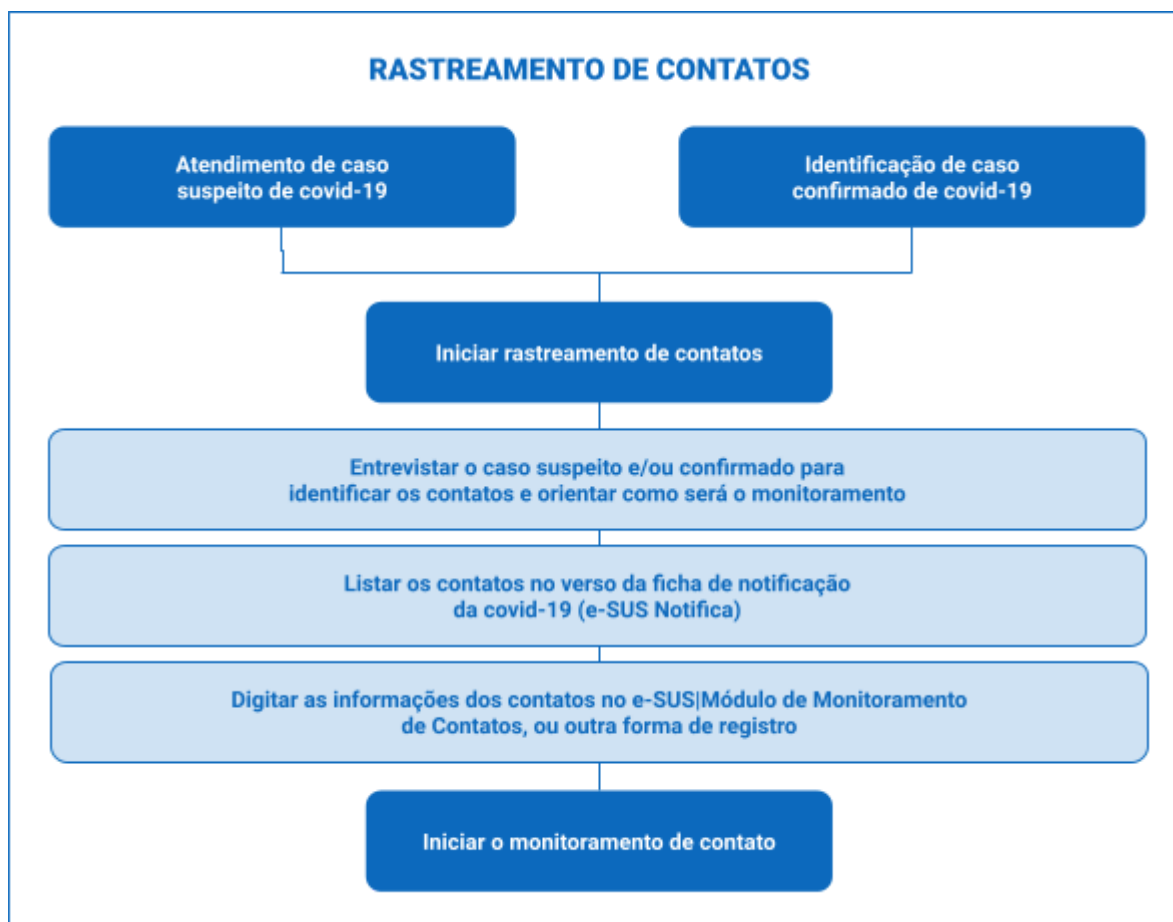 RASTREAMENTO DE CONTATOS
Atendimento de caso
suspeito de covid-19
Identificação de caso
confirmado de covid-19
Iniciar rastreamento de contatos
Entrevistar o caso suspeito e/ou confirmado para
identificar os contatos e orientar como será o monitoramento
Listar os contatos no verso da ficha de notificação
da covid-19 (e-SUS Notifica)
Digitar as informações dos contatos no e-SUS|Módulo de Monitoramento
de Contatos, ou outra forma de registro
Iniciar o monitoramento de contato